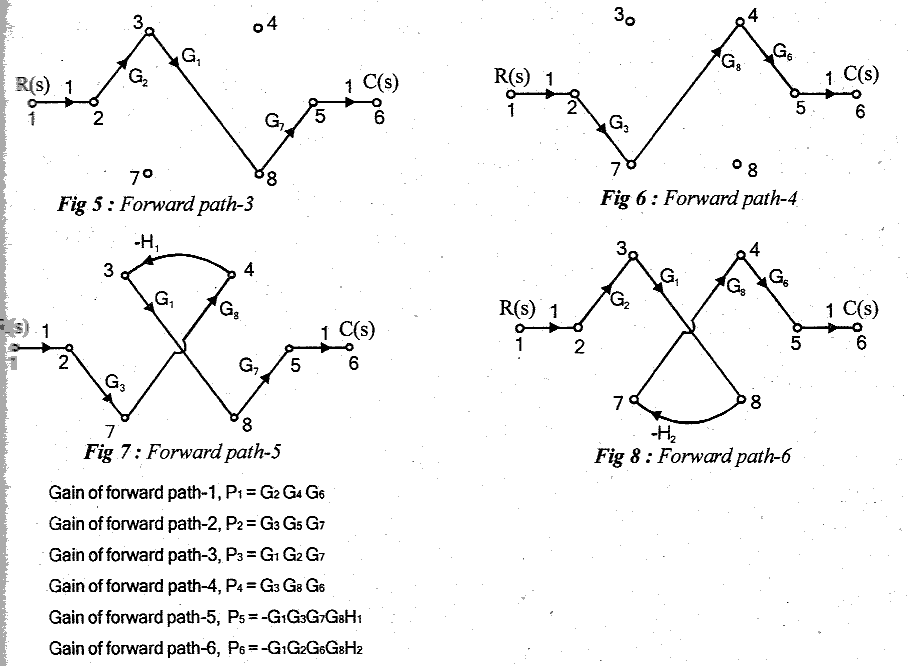 3 4
G₁
R(s) 1 G₂ 1 C(s)
1 2 G₇ 5 6
7 8
Fig 5 : Forward path-3
3 4
G₆
R(s) 1 G₈ 1 C(s)
1 2 G₃ 5 6
7 8
Fig 6 : Forward path-4
-H₁
3 4
G₁ G₈
(s) 1 1 C(s)
1 2 G₃ G₇ 5 6
7 8
Fig 7 : Forward path-5
3 4
G₁ G₆
R(s) 1 G₂ G₈ 1 C(s)
1 2 5 6
7 8
-H₂
Fig 8 : Forward path-6
Gain of forward path-1, P₁ = G₂ G₄ G₆
Gain of forward path-2, P₂ = G₃ G₅ G₇
Gain of forward path-3, P₃ = G₁ G₂ G₇
Gain of forward path-4, P₄ = G₃ G₈ G₆
Gain of forward path-5, P₅ = -G₁G₃G₇G₈H₁
Gain of forward path-6, P₆ = -G₁G₂G₆G₈H₂